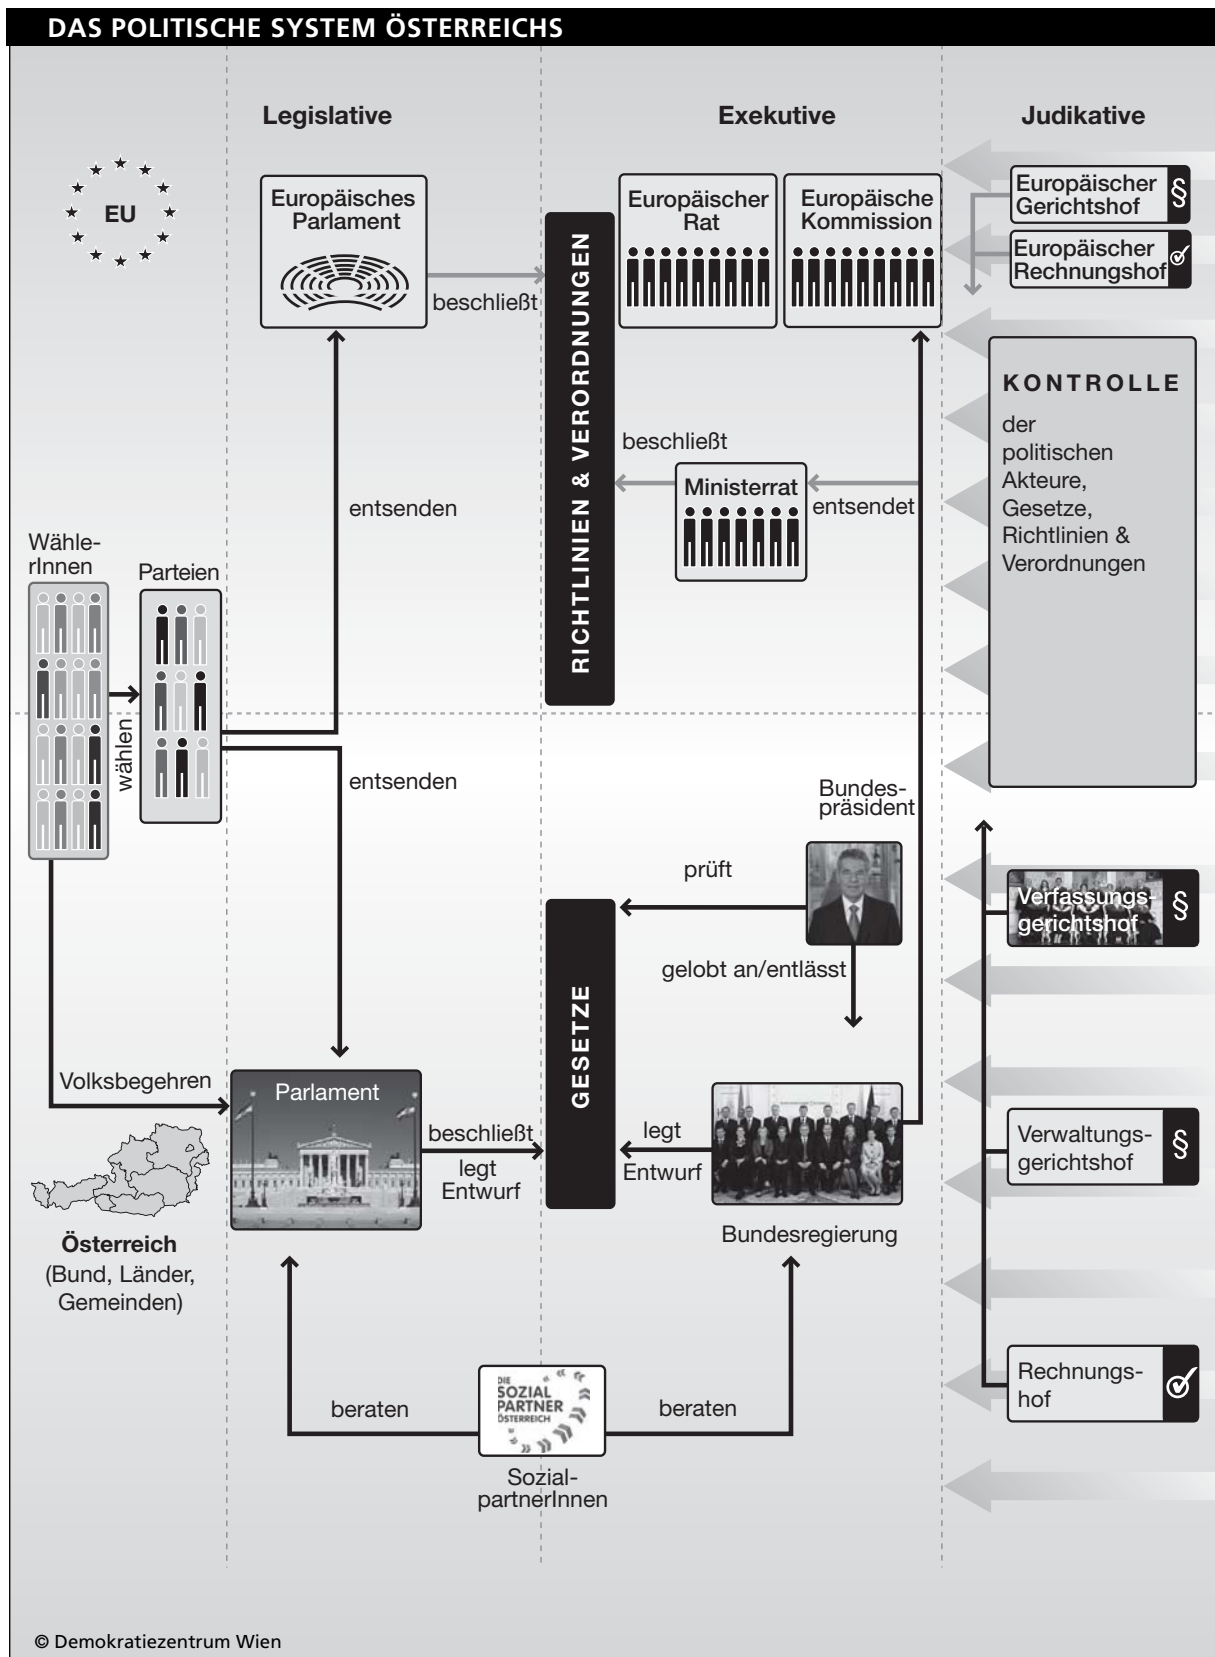 DAS POLITISCHE SYSTEM ÖSTERREICHS
Legislative
Exekutive
Judikative
EU
Europäisches
Parlament
beschließt
RICHTLINIEN & VERORDNUNGEN
Europäischer
Rat
Europäische
Kommission
Europäischer
Gerichtshof
§
Europäischer
Rechnungshof
KONTROLLE
der
politischen
Akteure,
Gesetze,
Richtlinien &
Verordnungen
beschließt
Ministerrat
entsendet
entsenden
Wähle-
rInnen
Parteien
wählen
entsenden
Bundes-
präsident
prüft
gelobt an/entlässt
GESETZE
Verfassungs-
gerichtshof
§
Volksbegehren
Parlament
beschließt
legt
Entwurf
legt
Entwurf
Bundesregierung
Verwaltungs-
gerichtshof
§
Österreich
(Bund, Länder,
Gemeinden)
Rechnungs-
hof
beraten
DIE
SOZIAL
PARTNER
ÖSTERREICH
beraten
Sozial-
partnerInnen
© Demokratiezentrum Wien